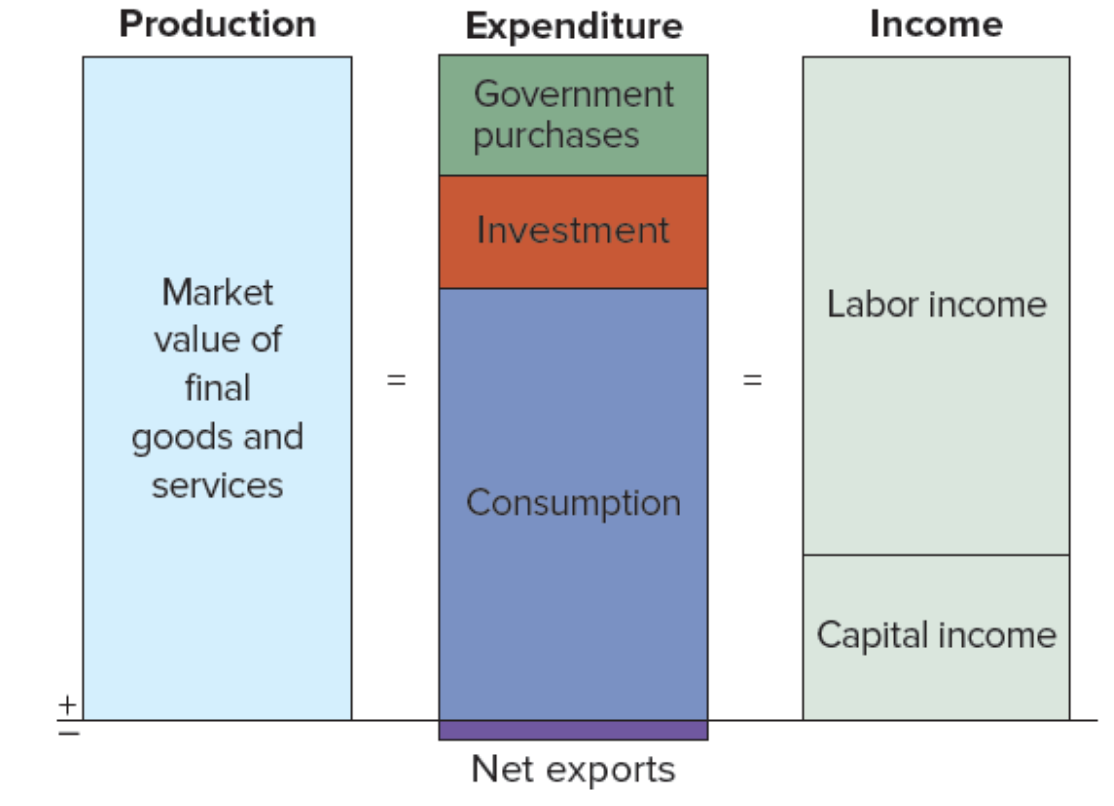 Production
Expenditure
Income
Market
value of
final
goods and
services
=
Government
purchases
Investment
Consumption
=
Labor income
Capital income
+
−
Net exports